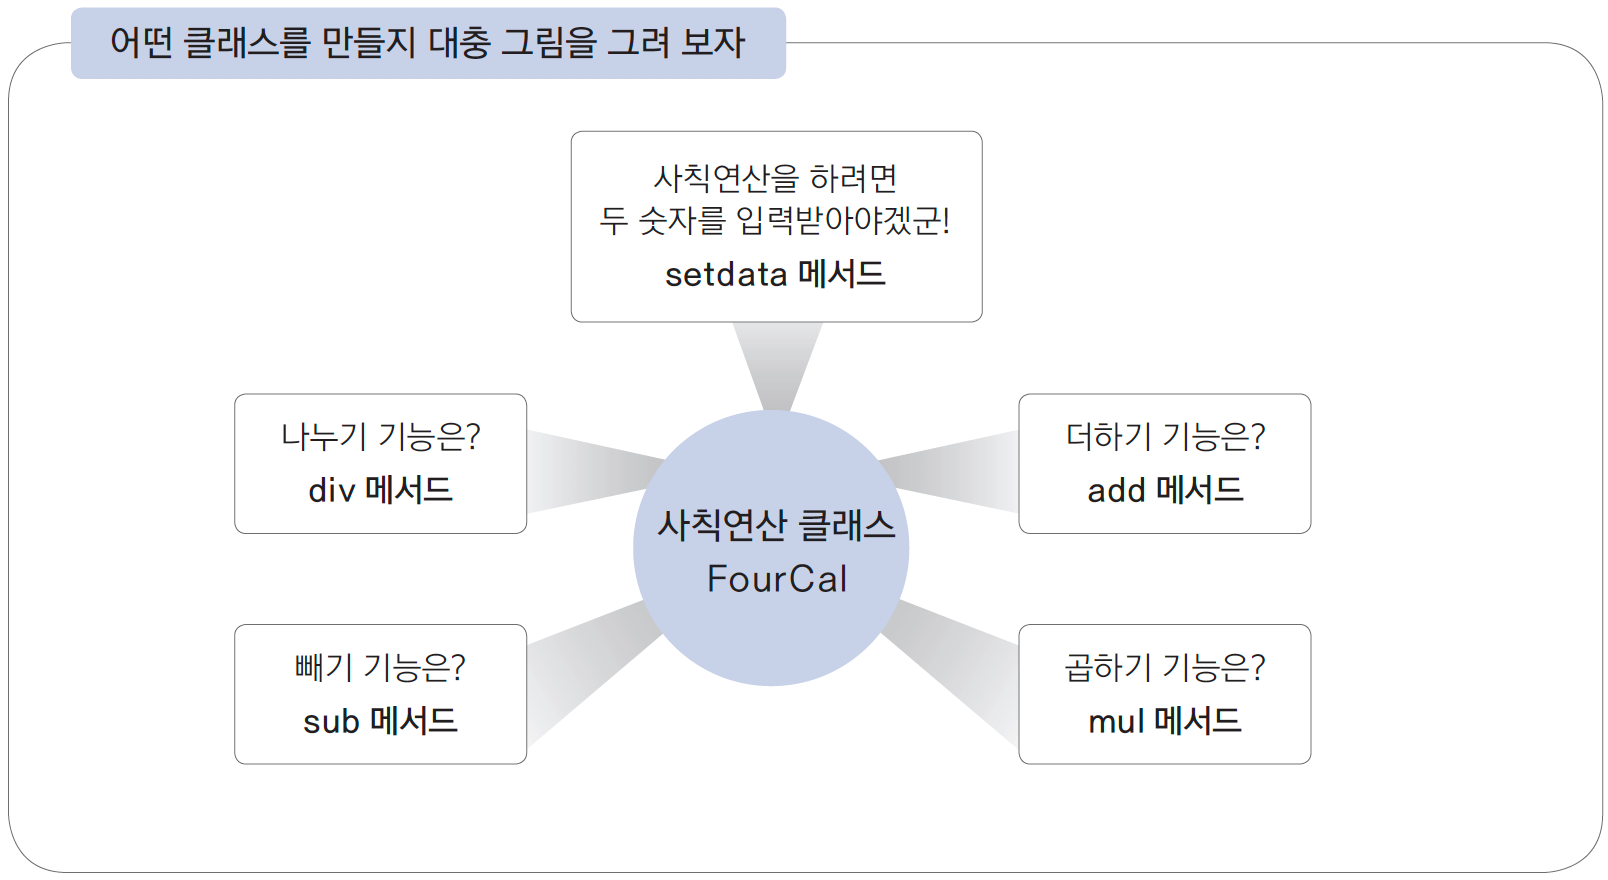 어떤 클래스를 만들지 대충 그림을 그려 보자
사칙연산을 하려면
두 숫자를 입력받아야겠군!
setdata 메서드
나누기 기능은?
div 메서드
더하기 기능은?
add 메서드
사칙연산 클래스
FourCal
빼기 기능은?
sub 메서드
곱하기 기능은?
mul 메서드